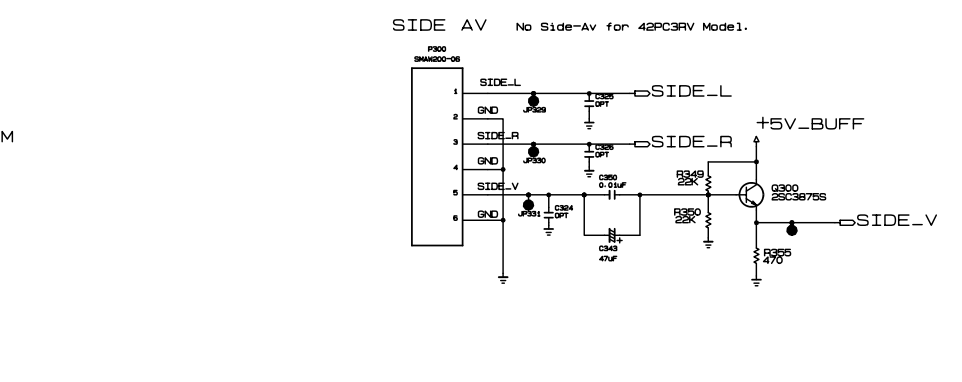 SIDE AV No Side-Av for 42PC3RV Model.
P300
SMAW200-06
1 SIDE_L
JP329
C325
OPT
SIDE_L
2 GND
3 SIDE_R
JP330
C326
OPT
SIDE_R
4 GND
5 SIDE_V
JP331
C324
OPT
C350
0.01uF
C343
47uF
6 GND
+5V_BUFF
R349
22K
R350
22K
Q300
2SC3875S
SIDE_V
R355
470
M